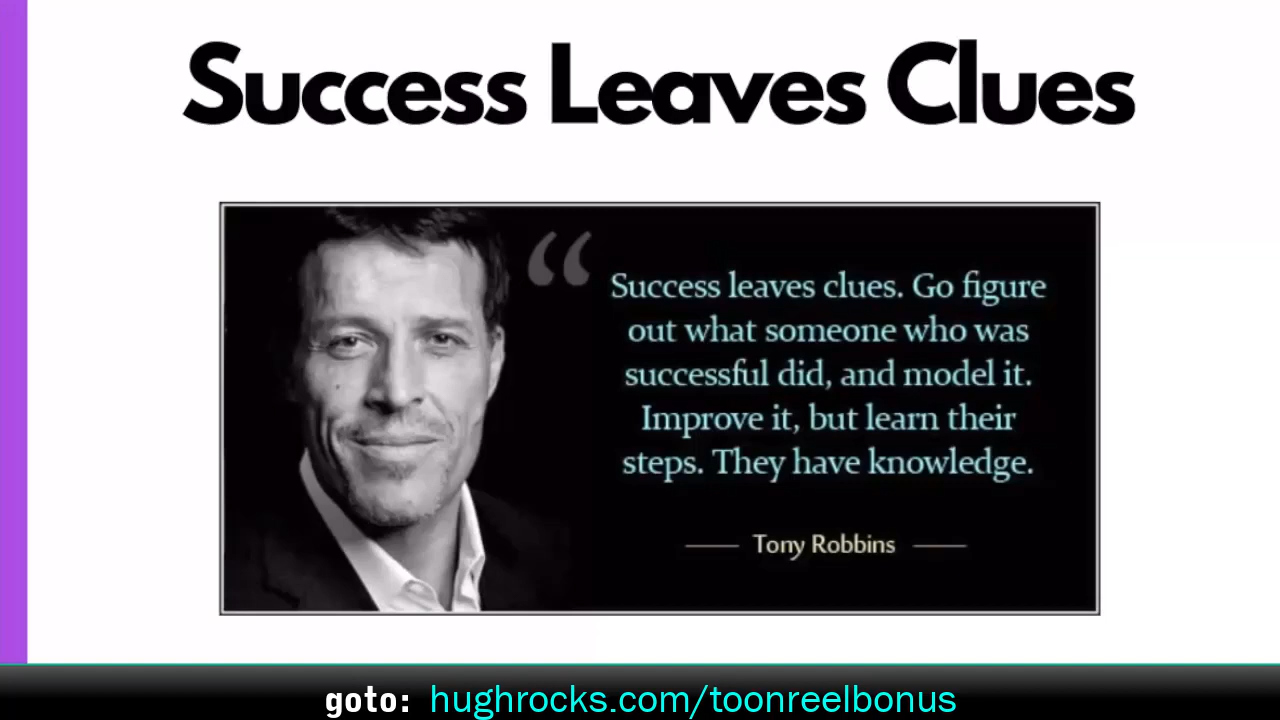 Success Leaves Clues
“
Success leaves clues. Go figure
out what someone who was
successful did, and model it.
Improve it, but learn their
steps. They have knowledge.
Tony Robbins
goto: hughrocks.com/toonreelbonus